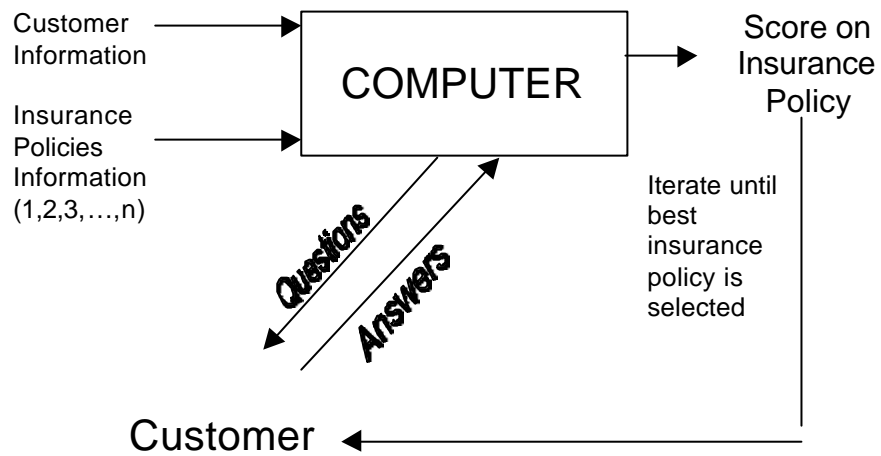 Customer
Information
Insurance
Policies
Information
(1,2,3,…,n)
COMPUTER
Score on
Insurance
Policy
Questions
Answers
Iterate until
best
insurance
policy is
selected
Customer